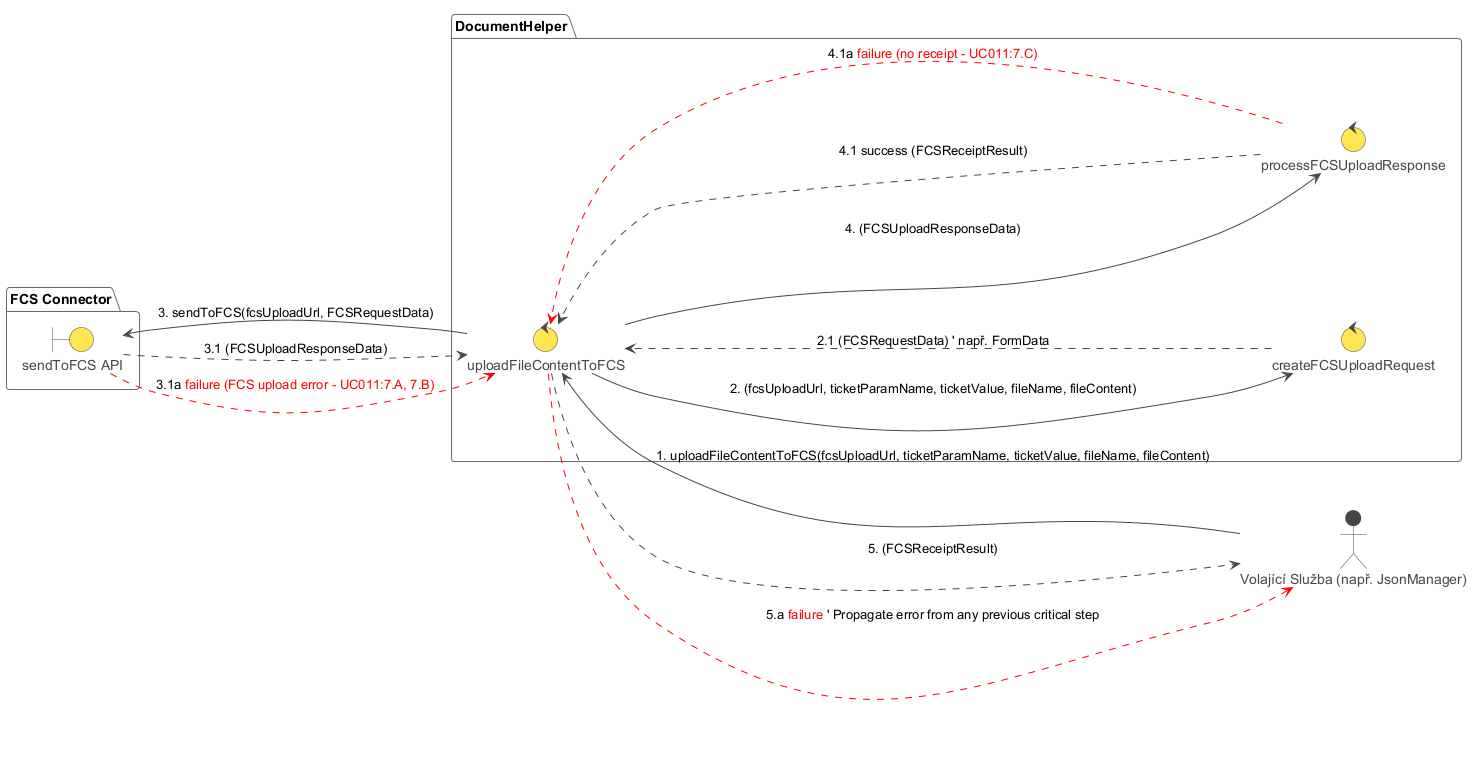 DocumentHelper
4.1a failure (no receipt - UC011:7.C)
4.1 success (FCSReceiptResult)
processFCSUploadResponse
4. (FCSUploadResponseData)
FCS Connector
3. sendToFCS(fcsUploadUrl, FCSRequestData)
2.1 (FCSRequestData) ' např. FormData
3.1 (FCSUploadResponseData)
sendToFCS API
uploadFileContentToFCS
createFCSUploadRequest
3.1a failure (FCS upload error - UC011:7.A, 7.B)
2. (fcsUploadUrl, ticketParamName, ticketValue, fileName, fileContent)
1. uploadFileContentToFCS(fcsUploadUrl, ticketParamName, ticketValue, fileName, fileContent)
5. (FCSReceiptResult)
Volající Služba (např. JsonManager)
5.a failure ' Propagate error from any previous critical step